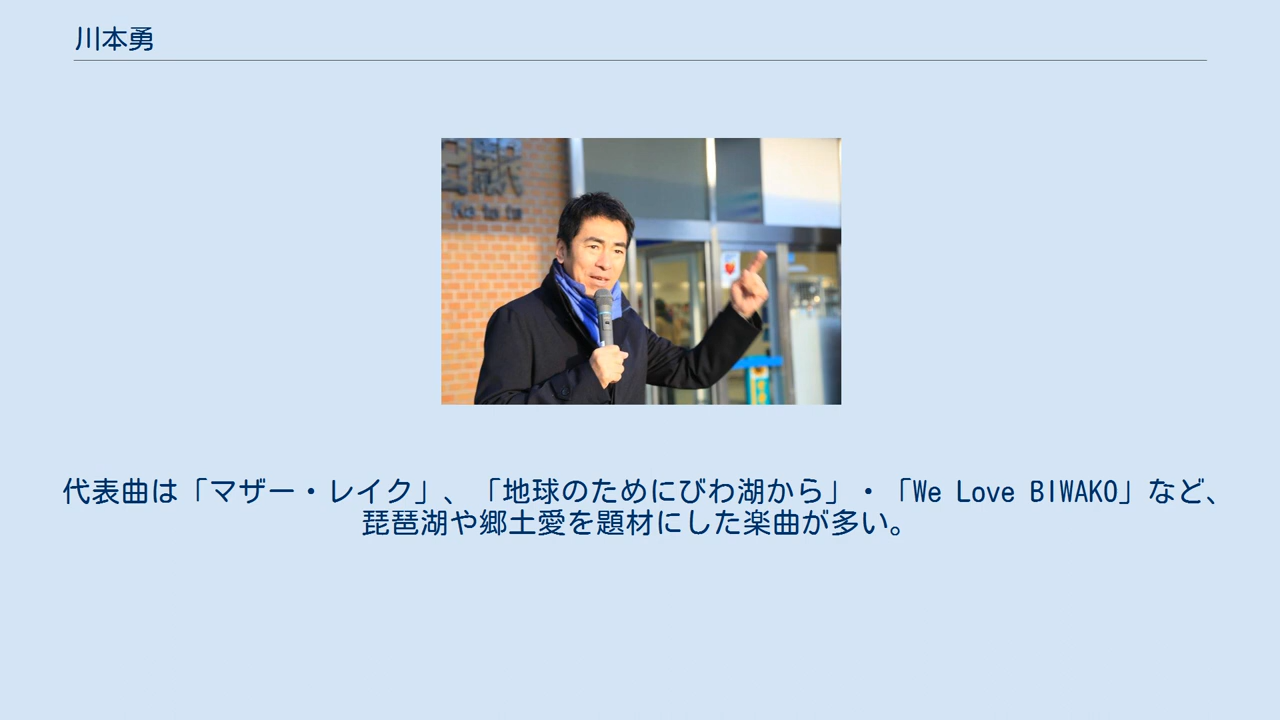 川本勇
代表曲は「マザー・レイク」、「地球のためにびわ湖から」・「We Love BIWAKO」など、
琵琶湖や郷土愛を題材にした楽曲が多い。